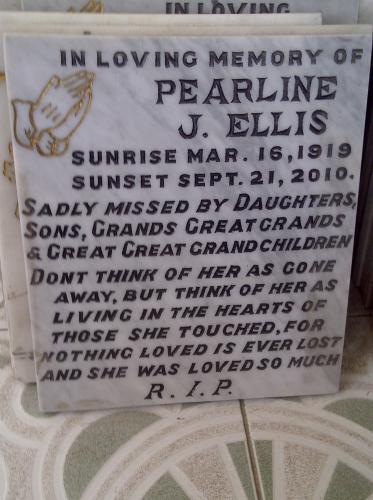 IN LOVING
IN LOVING MEMORY OF
PEARLINE
J. ELLIS
SUNRISE MAR. 16, 1919
SUNSET SEPT. 21, 2010.
SADLY MISSED BY DAUGHTERS,
SONS, GRANDS GREATGRANDS
& GREAT GREAT GRANDCHILDREN
DONT THINK OF HER AS GONE
AWAY, BUT THINK OF HER AS
LIVING IN THE HEARTS OF
THOSE SHE TOUCHED, FOR
NOTHING LOVED IS EVER LOST
AND SHE WAS LOVED SO MUCH
R.I.P.